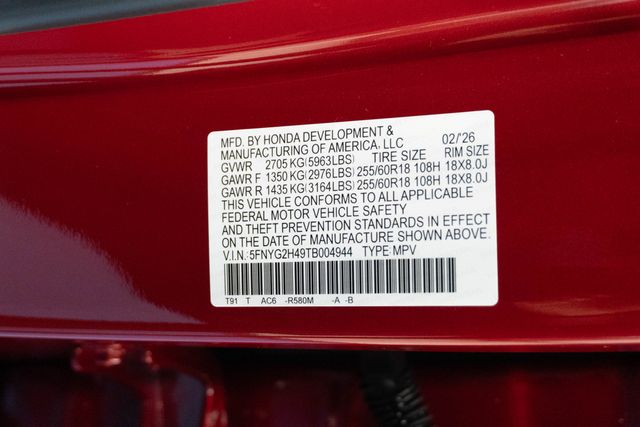 MFD. BY HONDA DEVELOPMENT & 02/'26
MANUFACTURING OF AMERICA, LLC
GVWR 2705 KG(5963LBS) TIRE SIZE RIM SIZE
GAWR F 1350 KG(2976LBS) 255/60R18 108H 18X8.0J
GAWR R 1435 KG(3164LBS) 255/60R18 108H 18X8.0J
THIS VEHICLE CONFORMS TO ALL APPLICABLE
FEDERAL MOTOR VEHICLE SAFETY
AND THEFT PREVENTION STANDARDS IN EFFECT
ON THE DATE OF MANUFACTURE SHOWN ABOVE.
V.I.N.: 5FNYG2H49TB004944 TYPE: MPV
T91 T AC6 -R580M -A -B